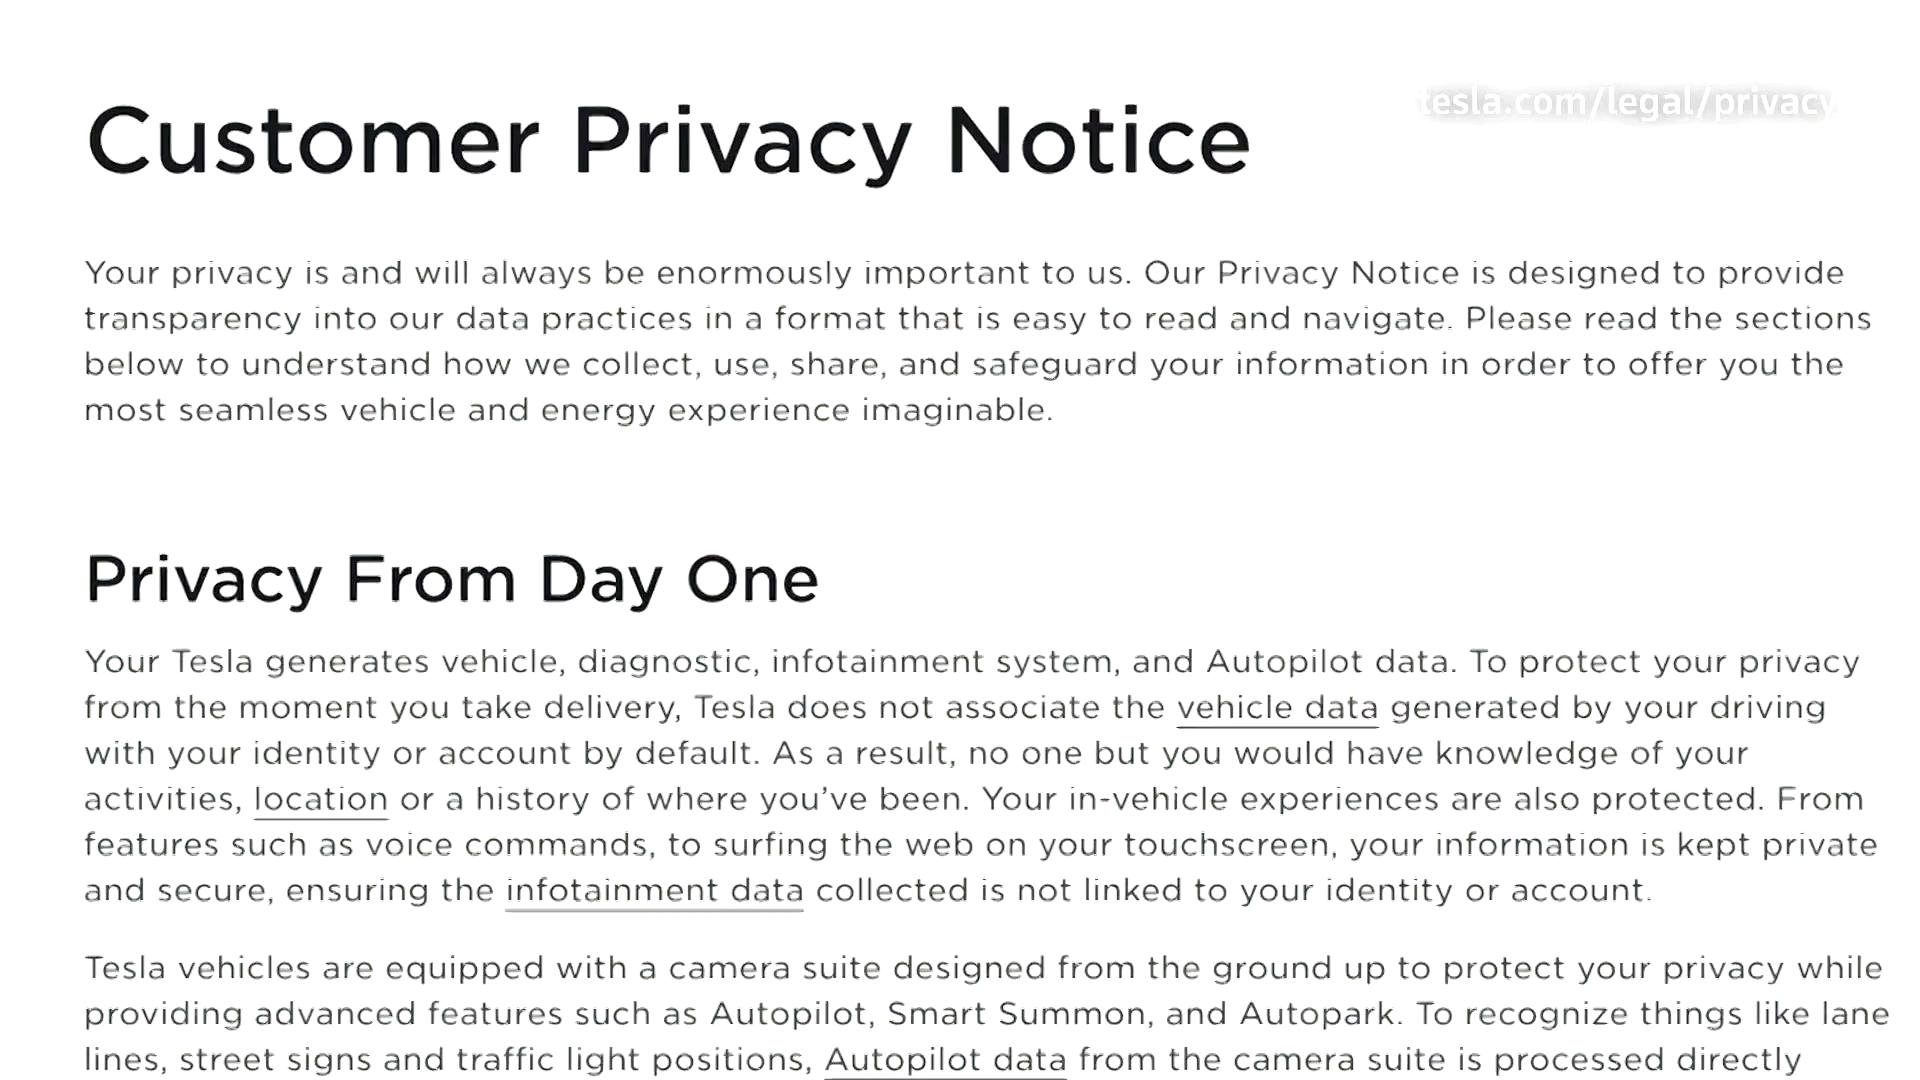 tesla.com/legal/privacy
Customer Privacy Notice
Your privacy is and will always be enormously important to us. Our Privacy Notice is designed to provide
transparency into our data practices in a format that is easy to read and navigate. Please read the sections
below to understand how we collect, use, share, and safeguard your information in order to offer you the
most seamless vehicle and energy experience imaginable.
Privacy From Day One
Your Tesla generates vehicle, diagnostic, infotainment system, and Autopilot data. To protect your privacy
from the moment you take delivery, Tesla does not associate the vehicle data generated by your driving
with your identity or account by default. As a result, no one but you would have knowledge of your
activities, location or a history of where you’ve been. Your in-vehicle experiences are also protected. From
features such as voice commands, to surfing the web on your touchscreen, your information is kept private
and secure, ensuring the infotainment data collected is not linked to your identity or account.
Tesla vehicles are equipped with a camera suite designed from the ground up to protect your privacy while
providing advanced features such as Autopilot, Smart Summon, and Autopark. To recognize things like lane
lines, street signs and traffic light positions, Autopilot data from the camera suite is processed directly